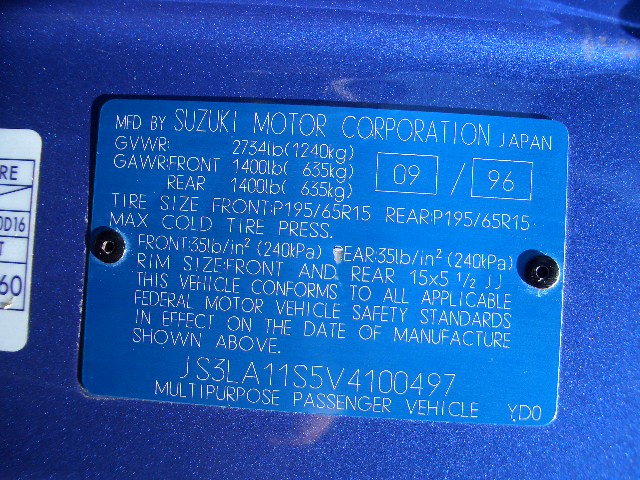 MFD BY SUZUKI MOTOR CORPORATION JAPAN
GVWR: 2734lb(1240kg)
GAWR:FRONT 1400lb( 635kg)
REAR 1400lb( 635kg)
09 / 96
TIRE SIZE FRONT:P195/65R15 REAR:P195/65R15
MAX COLD TIRE PRESS.
FRONT:35lb/in² (240kPa) REAR:35lb/in² (240kPa)
RIM SIZE:FRONT AND REAR 15x5 1/2 JJ
THIS VEHICLE CONFORMS TO ALL APPLICABLE
FEDERAL MOTOR VEHICLE SAFETY STANDARDS
IN EFFECT ON THE DATE OF MANUFACTURE
SHOWN ABOVE.
JS3LA11S5V4100497
MULTIPURPOSE PASSENGER VEHICLE YD0
RE
0D16
T
60